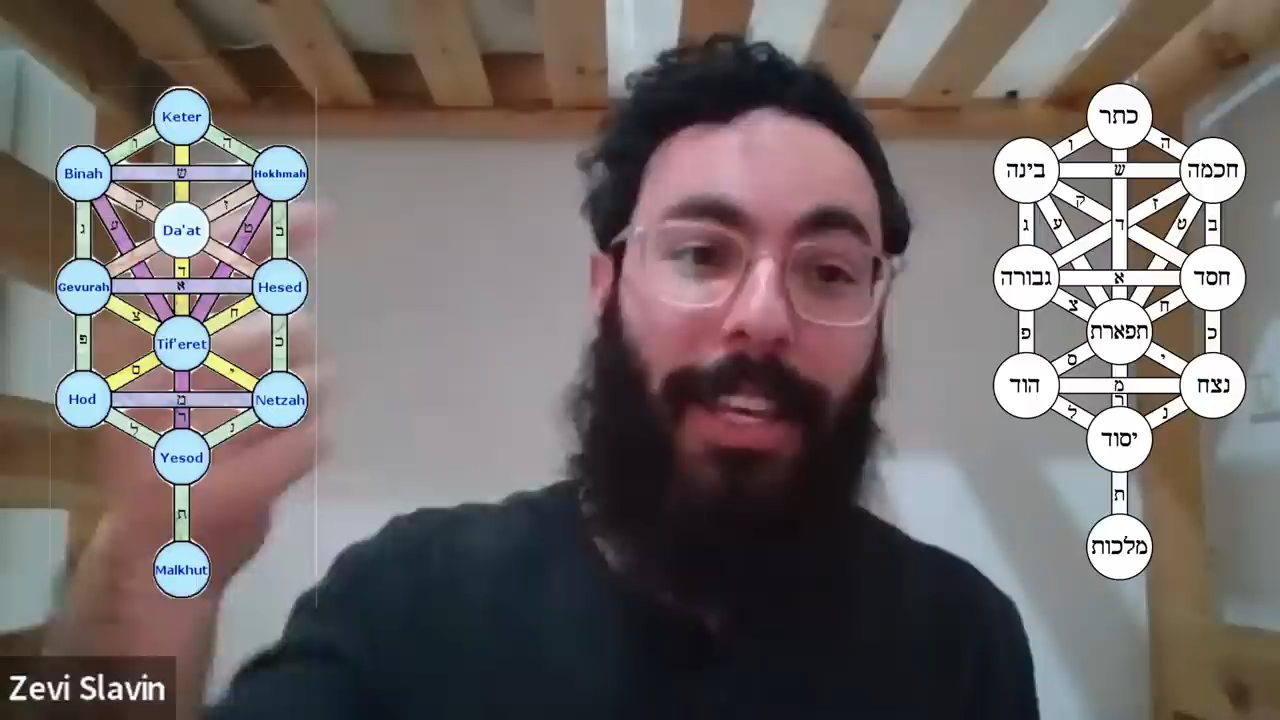 Keter
ו
ה
Binah
ש
Hokhmah
ק
ז
ג
ע
Da'at
ט
ב
ד
Gevurah
א
Hesed
צ
ח
פ
Tif'eret
כ
ס
י
Hod
מ
Netzah
ר
ל
נ
Yesod
ת
Malkhut
כתר
ו
ה
בינה
ש
חכמה
ק
ז
ג
ע
ד
ט
ב
גבורה
א
חסד
צ
ח
פ
תפארת
כ
ס
י
הוד
מ
נצח
ר
ל
נ
יסוד
ת
מלכות
Zevi Slavin